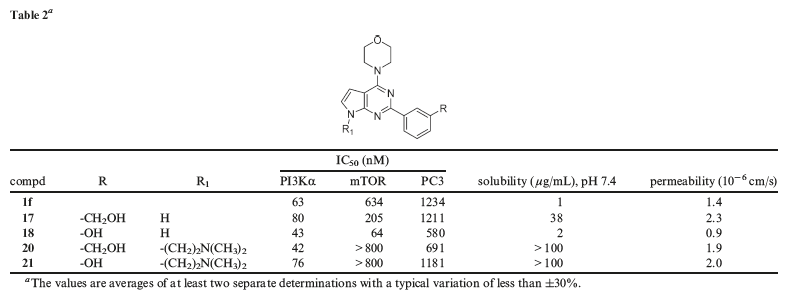 Table 2ᵃ
O
N
N
N
N
R₁
R
IC₅₀ (nM)
compd R R₁ PI3Kα mTOR PC3 solubility (μg/mL), pH 7.4 permeability (10⁻⁶ cm/s)
1f 63 634 1234 1 1.4
17 -CH₂OH H 80 205 1211 38 2.3
18 -OH H 43 64 580 2 0.9
20 -CH₂OH -(CH₂)₂N(CH₃)₂ 42 >800 691 >100 1.9
21 -OH -(CH₂)₂N(CH₃)₂ 76 >800 1181 >100 2.0
ᵃThe values are averages of at least two separate determinations with a typical variation of less than ±30%.